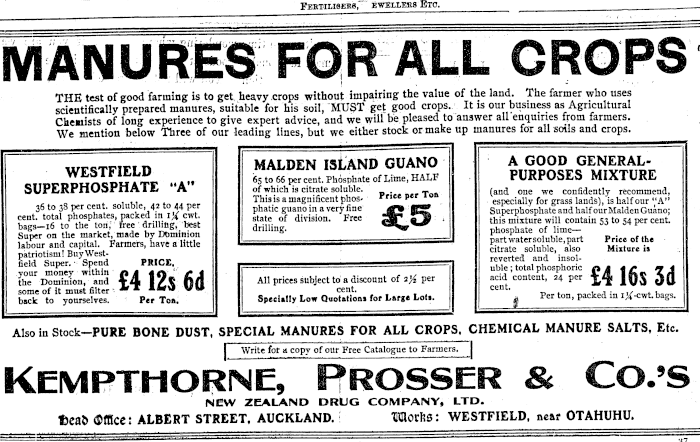 FERTILISERS, EWELLERS ETC.
MANURES FOR ALL CROPS
THE test of good farming is to get heavy crops without impairing the value of the land. The farmer who uses
scientifically prepared manures, suitable for his soil, MUST get good crops. It is our business as Agricultural
Chemists of long experience to give expert advice, and we will be pleased to answer all enquiries from farmers.
We mention below Three of our leading lines, but we either stock or make up manures for all soils and crops.
WESTFIELD
SUPERPHOSPHATE "A"
36 to 38 per cent. soluble, 42 to 44 per
cent. total phosphates, packed in 1¼ cwt.
bags—16 to the ton, free drilling, best
Super on the market, made by Dominion
labour and capital. Farmers, have a little
patriotism! Buy West-
field Super. Spend
your money within
the Dominion, and
some of it must filter
back to yourselves.
PRICE,
£4 12s 6d
Per Ton.
MALDEN ISLAND GUANO
65 to 66 per cent. Phosphate of Lime, HALF
of which is citrate soluble.
This is a magnificent phos-
phatic guano in a very fine
state of division. Free
drilling.
Price per Ton
£5
All prices subject to a discount of 2½ per
cent.
Specially Low Quotations for Large Lots.
A GOOD GENERAL-
PURPOSES MIXTURE
(and one we confidently recommend,
especially for grass lands), is half our "A"
Superphosphate and half our Malden Guano;
this mixture will contain 53 to 54 per cent.
phosphate of lime—
part water soluble, part
citrate soluble, also
reverted and insol-
uble; total phosphoric
acid content, 24 per
cent.
Price of the
Mixture is
£4 16s 3d
Per ton, packed in 1¼-cwt. bags.
Also in Stock—PURE BONE DUST, SPECIAL MANURES FOR ALL CROPS, CHEMICAL MANURE SALTS, Etc.
Write for a copy of our Free Catalogue to Farmers.
KEMPTHORNE, PROSSER & CO.'S
NEW ZEALAND DRUG COMPANY, LTD.
Head Office: ALBERT STREET, AUCKLAND. Works: WESTFIELD, near OTAHUHU.